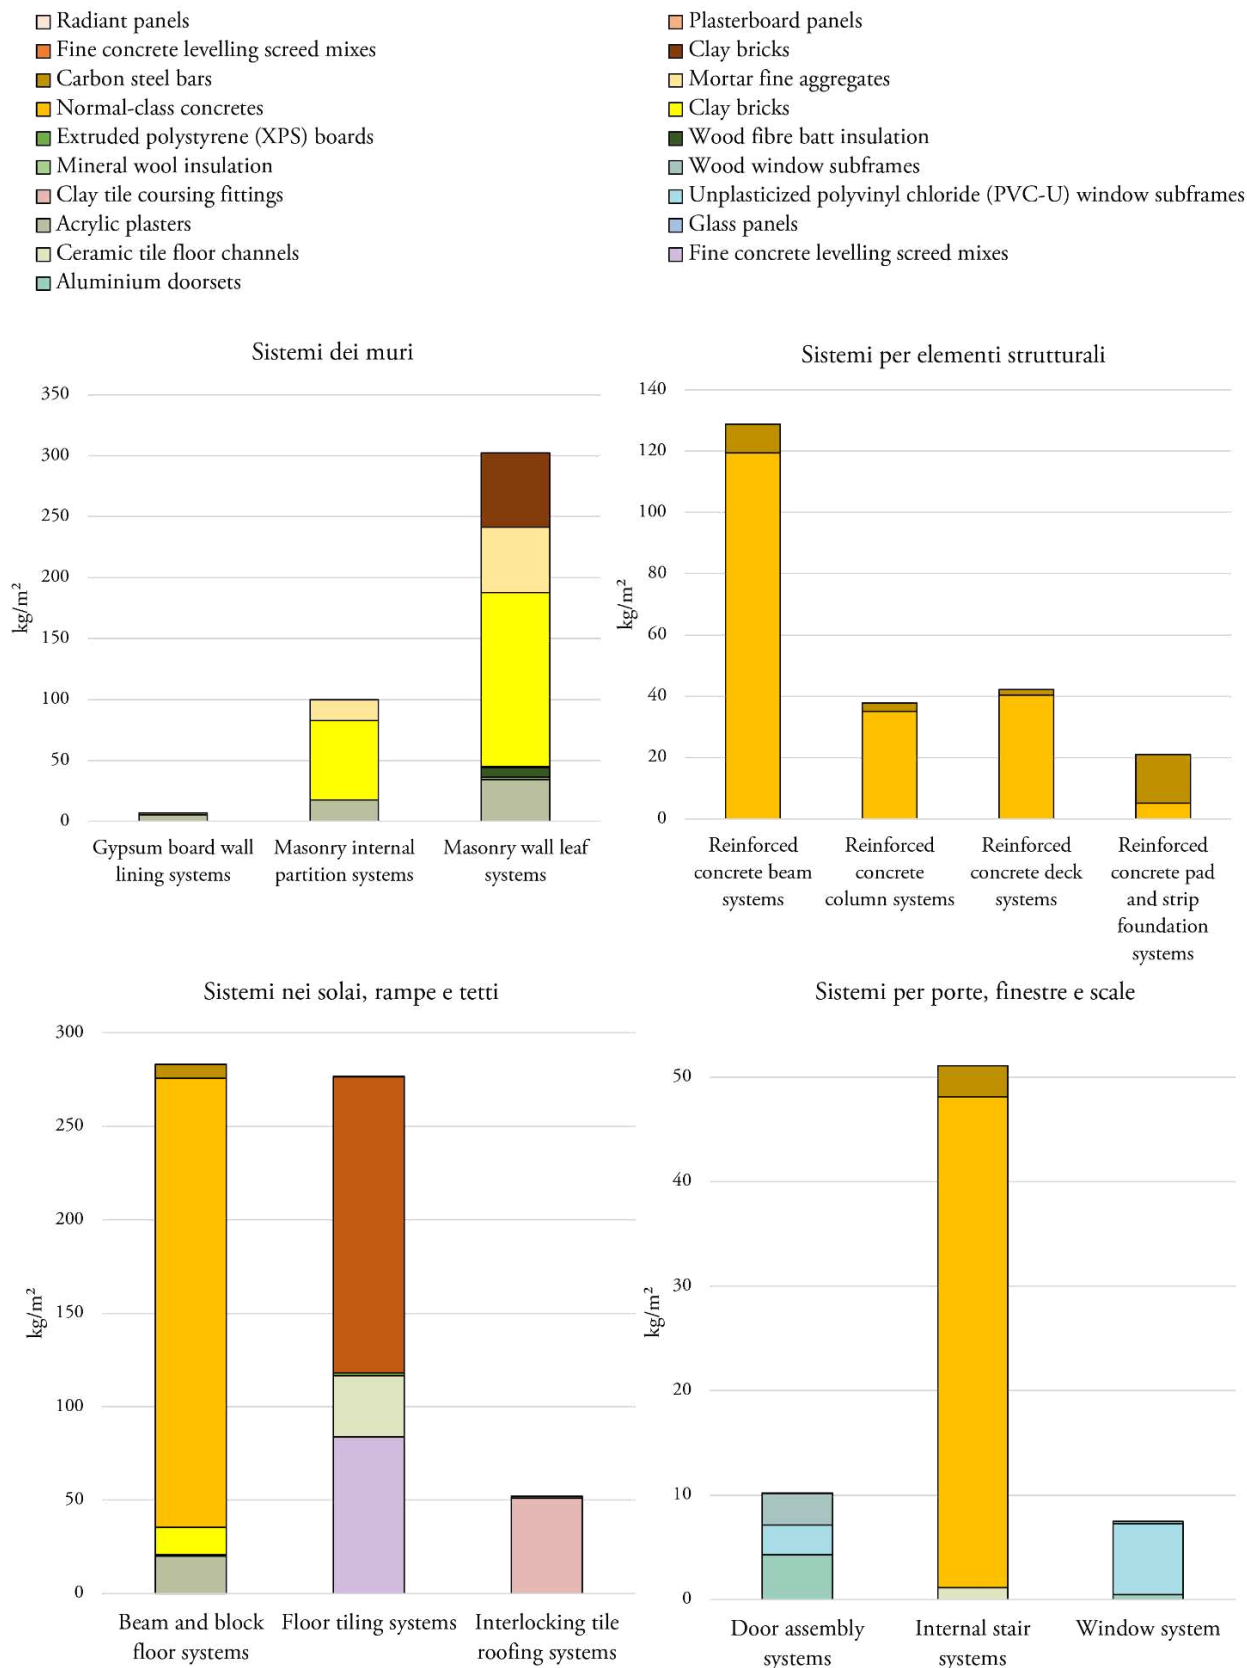 Radiant panels
Fine concrete levelling screed mixes
Carbon steel bars
Normal-class concretes
Extruded polystyrene (XPS) boards
Mineral wool insulation
Clay tile coursing fittings
Acrylic plasters
Ceramic tile floor channels
Aluminium doorsets
Plasterboard panels
Clay bricks
Mortar fine aggregates
Clay bricks
Wood fibre batt insulation
Wood window subframes
Unplasticized polyvinyl chloride (PVC-U) window subframes
Glass panels
Fine concrete levelling screed mixes
Sistemi dei muri
350
300
250
200
150
100
50
0
kg/m²
Gypsum board wall
lining systems
Masonry internal
partition systems
Masonry wall leaf
systems
Sistemi per elementi strutturali
140
120
100
80
60
40
20
0
kg/m²
Reinforced
concrete beam
systems
Reinforced
concrete
column systems
Reinforced
concrete deck
systems
Reinforced
concrete pad
and strip
foundation
systems
Sistemi nei solai, rampe e tetti
300
250
200
150
100
50
0
kg/m²
Beam and block
floor systems
Floor tiling systems
Interlocking tile
roofing systems
Sistemi per porte, finestre e scale
50
40
30
20
10
0
kg/m²
Door assembly
systems
Internal stair
systems
Window system